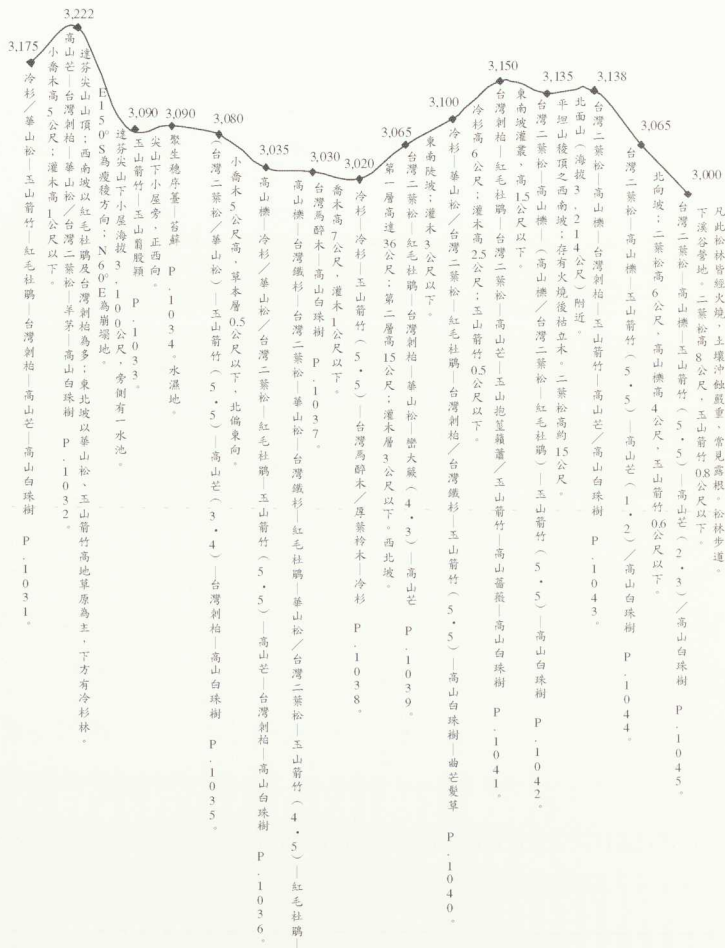 3,000
凡此松林皆經火燒，土壤沖蝕嚴重，常見露根，松林步道。
下溪谷營地。二葉松高8公尺，玉山箭竹0.8公尺以下。
台灣二葉松—高山櫟—玉山箭竹（5．5）—高山芒（2．3）／高山白珠樹 P.1045。
3,065
北向坡；二葉松高6公尺，高山櫟高4公尺，玉山箭竹0.6公尺以下。
台灣二葉松—高山櫟—玉山箭竹（5．5）—高山芒（1．2）／高山白珠樹 P.1044。
3,138
台灣二葉松—高山櫟—台灣刺柏—玉山箭竹—高山芒／高山白珠樹 P.1043。
北面山（海拔3,214公尺）附近。
3,135
平坦山稜頂之西南坡；存有火燒後枯立木。二葉松高約15公尺。
台灣二葉松—高山櫟—（高山櫟／台灣二葉松—紅毛杜鵑）—玉山箭竹（5．5）—高山白珠樹 P.1042。
3,150
東南坡灌叢，高1.5公尺以下。
台灣刺柏—紅毛杜鵑—台灣二葉松—高山芒—玉山抱莖籟蕭／玉山箭竹—高山薔薇—高山白珠樹 P.1041。
冷杉高6公尺；灌木高2.5公尺；玉山箭竹0.5公尺以下。
3,100
冷杉—華山松／台灣二葉松—紅毛杜鵑—台灣刺柏／台灣鐵杉—玉山箭竹（5．5）—高山白珠樹—曲芒髮草 P.1040。
東南陡坡；灌木3公尺以下。
3,065
台灣二葉松—紅毛杜鵑—台灣刺柏—華山松—巒大蕨（4．3）—高山芒 P.1039。
第一層高達36公尺；第二層高15公尺；灌木層3公尺以下。西北坡。
3,020
冷杉—冷杉—玉山箭竹（5．5）—台灣馬醉木／厚葉柃木—冷杉 P.1038。
喬木高7公尺，灌木1公尺以下。
3,030
台灣馬醉木—高山白珠樹 P.1037。
高山櫟—台灣鐵杉—台灣二葉松—華山松—台灣鐵杉—紅毛杜鵑—華山松／台灣二葉松—玉山箭竹（4．5）—紅毛杜鵑—
3,035
高山櫟—冷杉／華山松／台灣二葉松—紅毛杜鵑—玉山箭竹（5．5）—高山芒—台灣刺柏—高山白珠樹 P.1036。
小喬木5公尺高，草本層0.5公尺以下，北偏東向。
3,080
（台灣二葉松／華山松）—玉山箭竹（5．5）—高山芒（3．4）—台灣刺柏—高山白珠樹 P.1035。
3,090
聚生穗序薹—苔蘚 P.1034。水濕地。
尖山下小屋旁，正西向。
3,090
玉山箭竹—玉山翦股穎 P.1033。
達芬尖山下小屋海拔3,100公尺，旁側有一水池。
E150°S為瘦稜方向；N60°E為崩塌地。
3,222
達芬尖山山頂；西南坡以紅毛杜鵑及台灣刺柏為多；東北坡以華山松、玉山箭竹高地草原為主，下方有冷杉林。
高山芒—台灣刺柏—華山松／台灣二葉松—羊茅—高山白珠樹 P.1032。
小喬木高5公尺；灌木高1公尺以下。
3,175
冷杉／華山松—玉山箭竹—紅毛杜鵑—台灣刺柏—高山芒—高山白珠樹 P.1031。